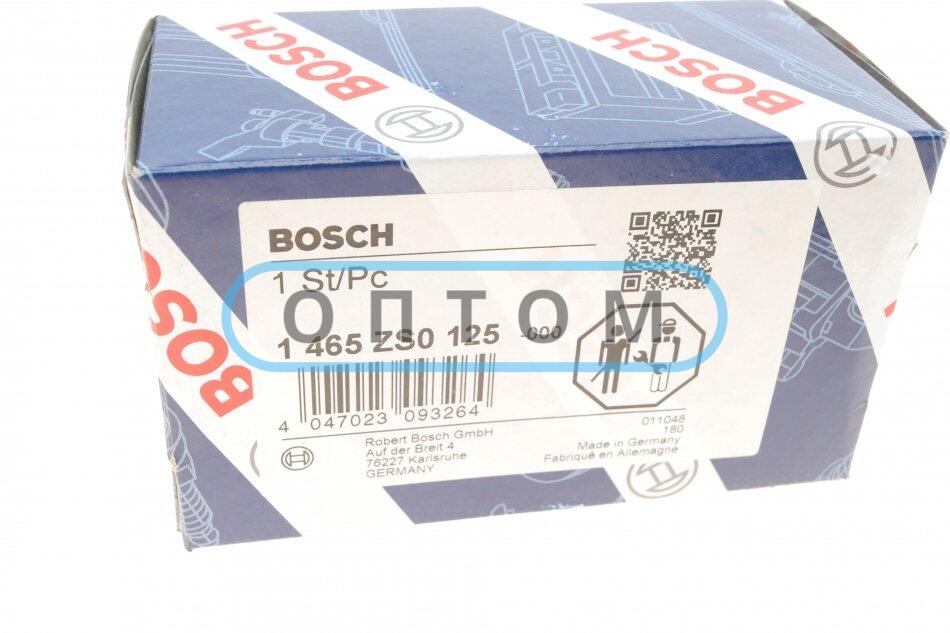 BOSCH
BOSCH
BOSCH
BOSCH
1 St/Pc
ОПТОМ
1 465 ZS0 125 -000
4 047023 093264
011048
180
Robert Bosch GmbH
Auf der Breit 4
76227 Karlsruhe
GERMANY
Made in Germany
Fabriqué en Allemagne